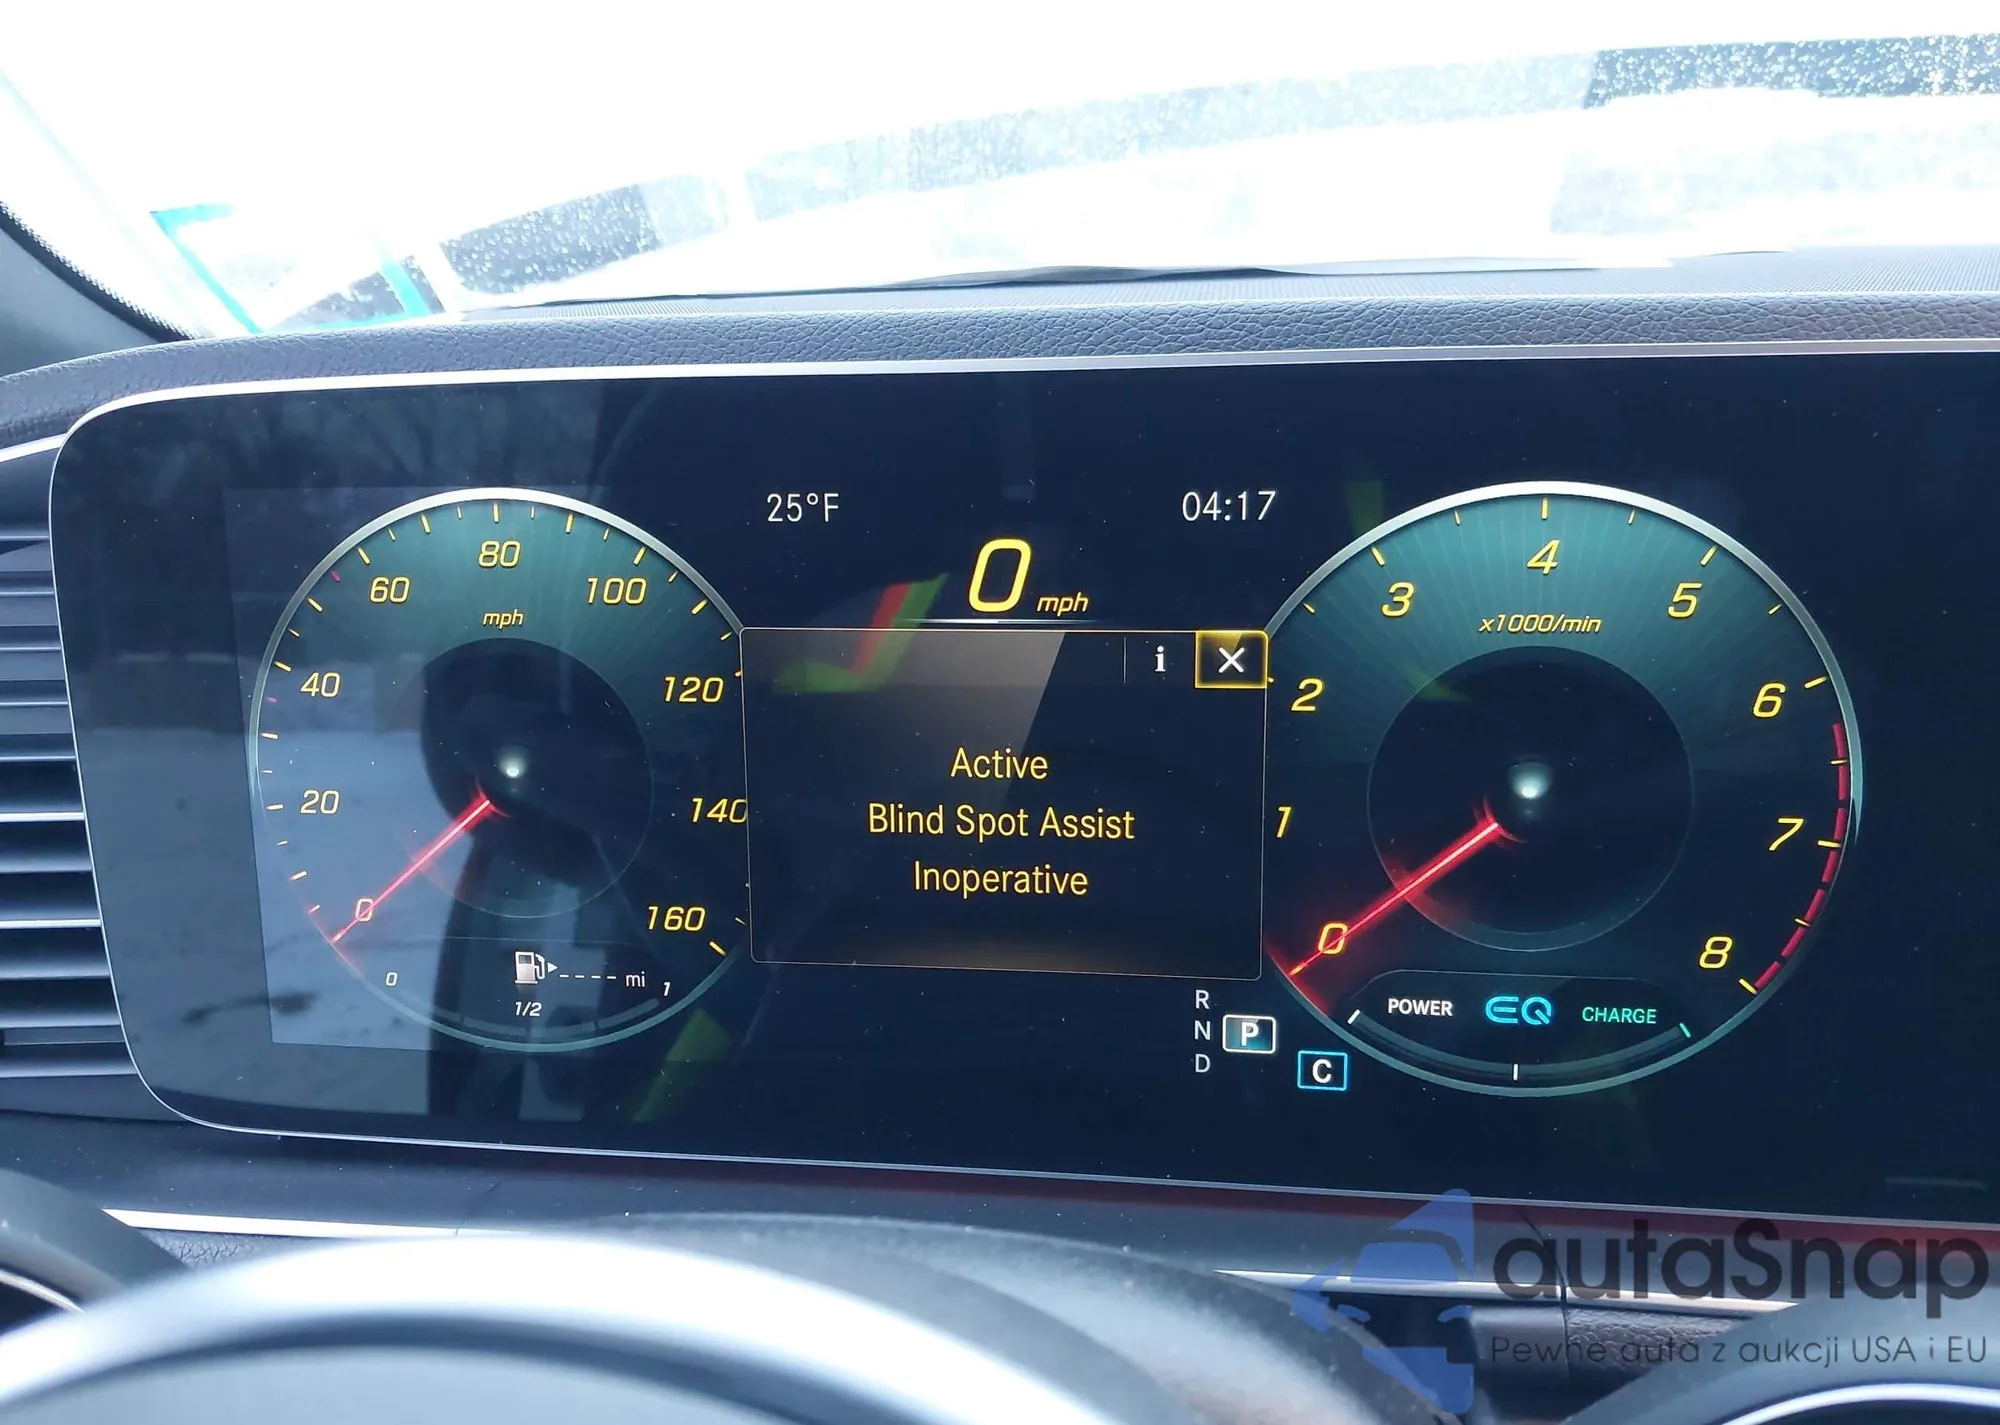 25°F
04:17
0 mph
80
60
100
mph
40
120
20
140
0
160
0
---- mi
1
1/2
i
Active
Blind Spot Assist
Inoperative
4
3
5
x1000/min
2
6
1
7
0
8
R
N P
D
C
POWER EQ CHARGE
autaSnap
Pewne auta z aukcji USA i EU